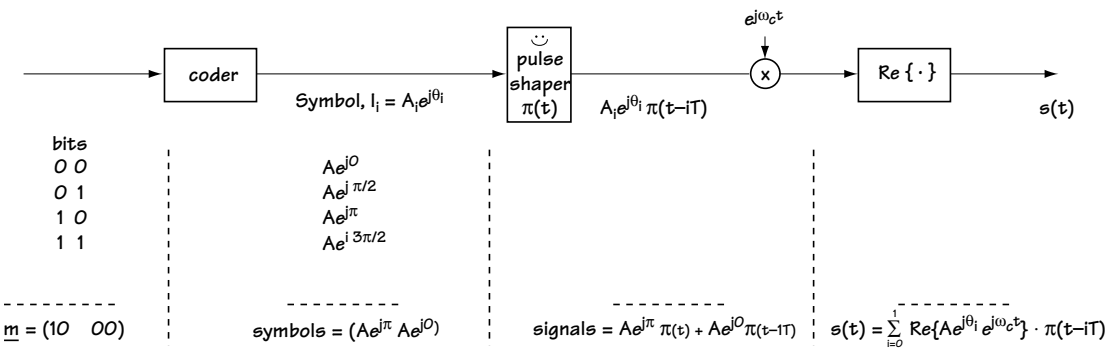 e^{jω_c t}
coder
pulse
shaper
π(t)
x
Re { · }
Symbol, I_i = A_i e^{jθ_i}
A_i e^{jθ_i} π(t–iT)
s(t)
bits
0 0
0 1
1 0
1 1
Ae^{j0}
Ae^{j π/2}
Ae^{jπ}
Ae^{i 3π/2}
m = (10 00)
symbols = (Ae^{jπ} Ae^{j0})
signals = Ae^{jπ} π(t) + Ae^{j0} π(t–1T)
s(t) = ∑_{i=0}^{1} Re{Ae^{jθ_i} e^{jω_c t}} · π(t–iT)